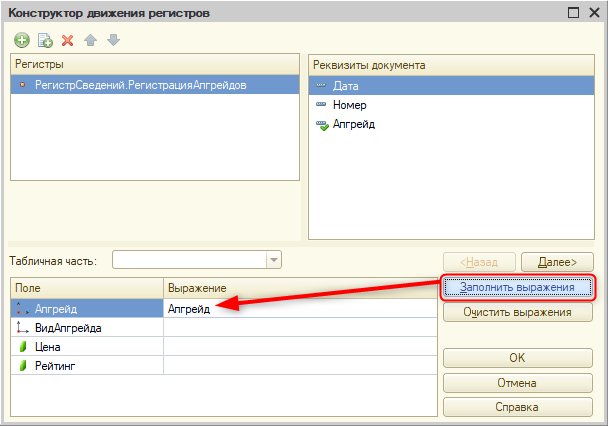 Конструктор движения регистров
Регистры
РегистрСведений.РегистрацияАпгрейдов
Реквизиты документа
Дата
Номер
Апгрейд
Табличная часть:
<Назад
Далее>
Поле
Выражение
Апгрейд
Апгрейд
ВидАпгрейда
Цена
Рейтинг
Заполнить выражения
Очистить выражения
OK
Отмена
Справка